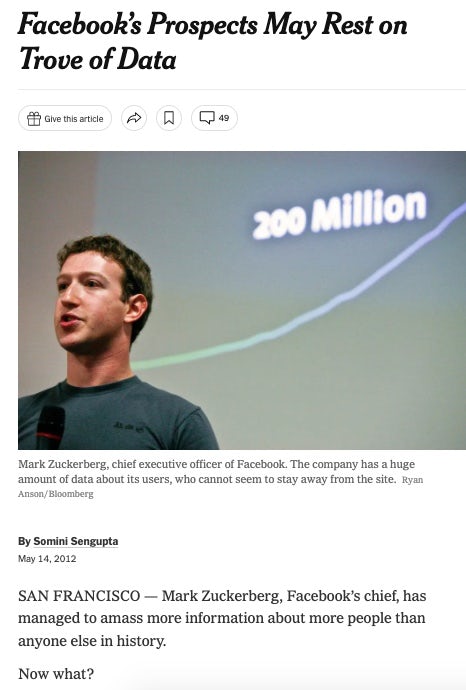 Facebook's Prospects May Rest on
Trove of Data
Give this article
49
200 Million
Mark Zuckerberg, chief executive officer of Facebook. The company has a huge
amount of data about its users, who cannot seem to stay away from the site. Ryan
Anson/Bloomberg
By Somini Sengupta
May 14, 2012
SAN FRANCISCO — Mark Zuckerberg, Facebook's chief, has
managed to amass more information about more people than
anyone else in history.
Now what?